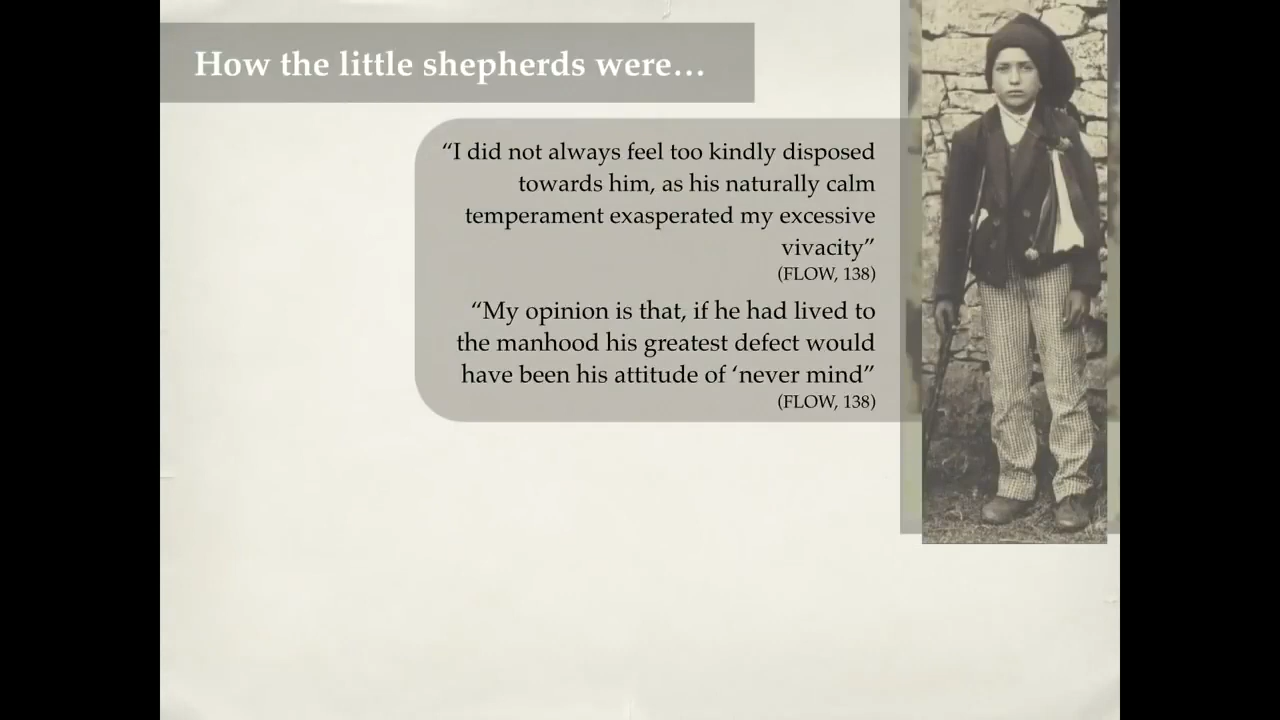 How the little shepherds were…
“I did not always feel too kindly disposed
towards him, as his naturally calm
temperament exasperated my excessive
vivacity”
(FLOW, 138)
“My opinion is that, if he had lived to
the manhood his greatest defect would
have been his attitude of ‘never mind”
(FLOW, 138)